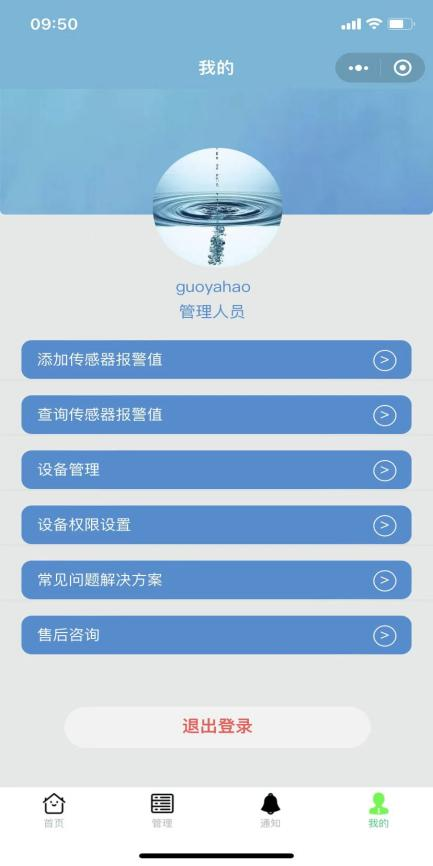 09:50
我的
guoyahao
管理人员
添加传感器报警值
查询传感器报警值
设备管理
设备权限设置
常见问题解决方案
售后咨询
退出登录
首页
管理
通知
我的